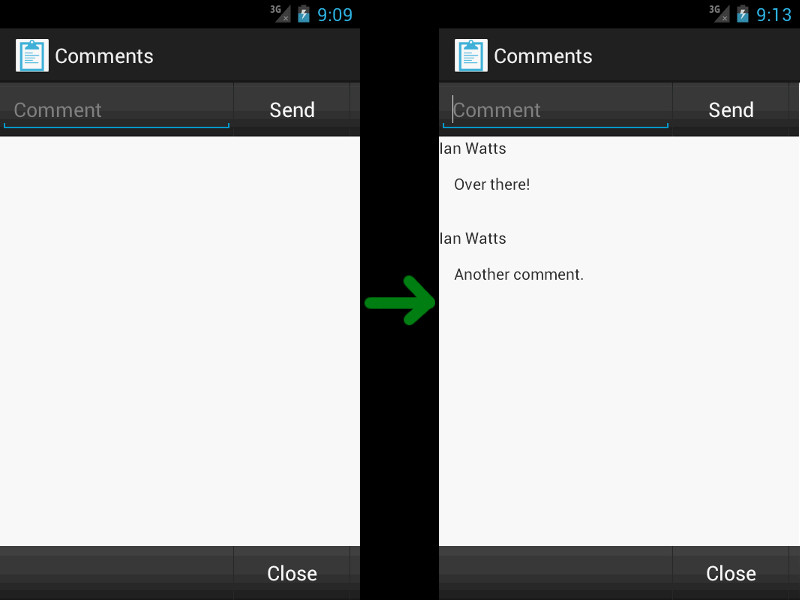 3G 9:09
Comments
Comment Send
Close
3G 9:13
Comments
Comment Send
Ian Watts
Over there!
Ian Watts
Another comment.
Close